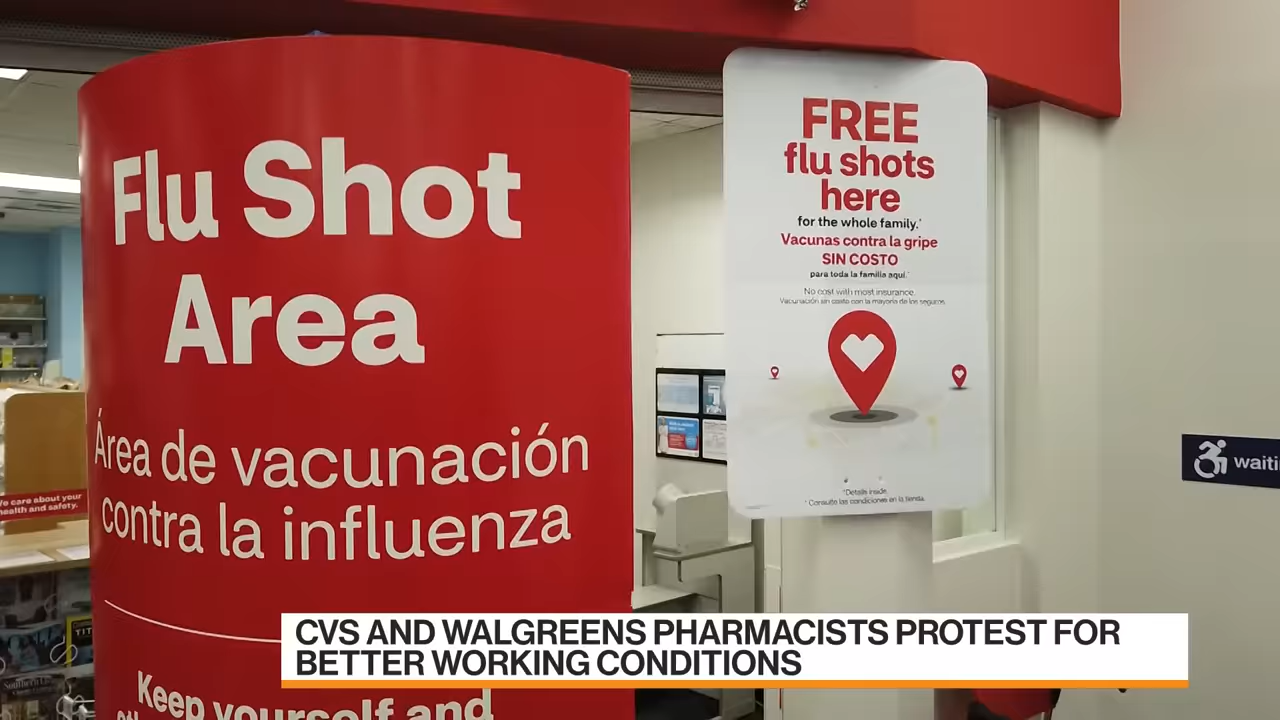 Flu Shot
Area
Área de vacunación
contra la influenza
Keep yourself and
We care about your
health and safety.
FREE
flu shots
here
for the whole family.*
Vacunas contra la gripe
SIN COSTO
para toda la familia aquí.*
No cost with most insurance.
Vacunación sin costo con la mayoría de los seguros.
*Details inside.
*Consulte las condiciones en la tienda.
waiti
CVS AND WALGREENS PHARMACISTS PROTEST FOR
BETTER WORKING CONDITIONS